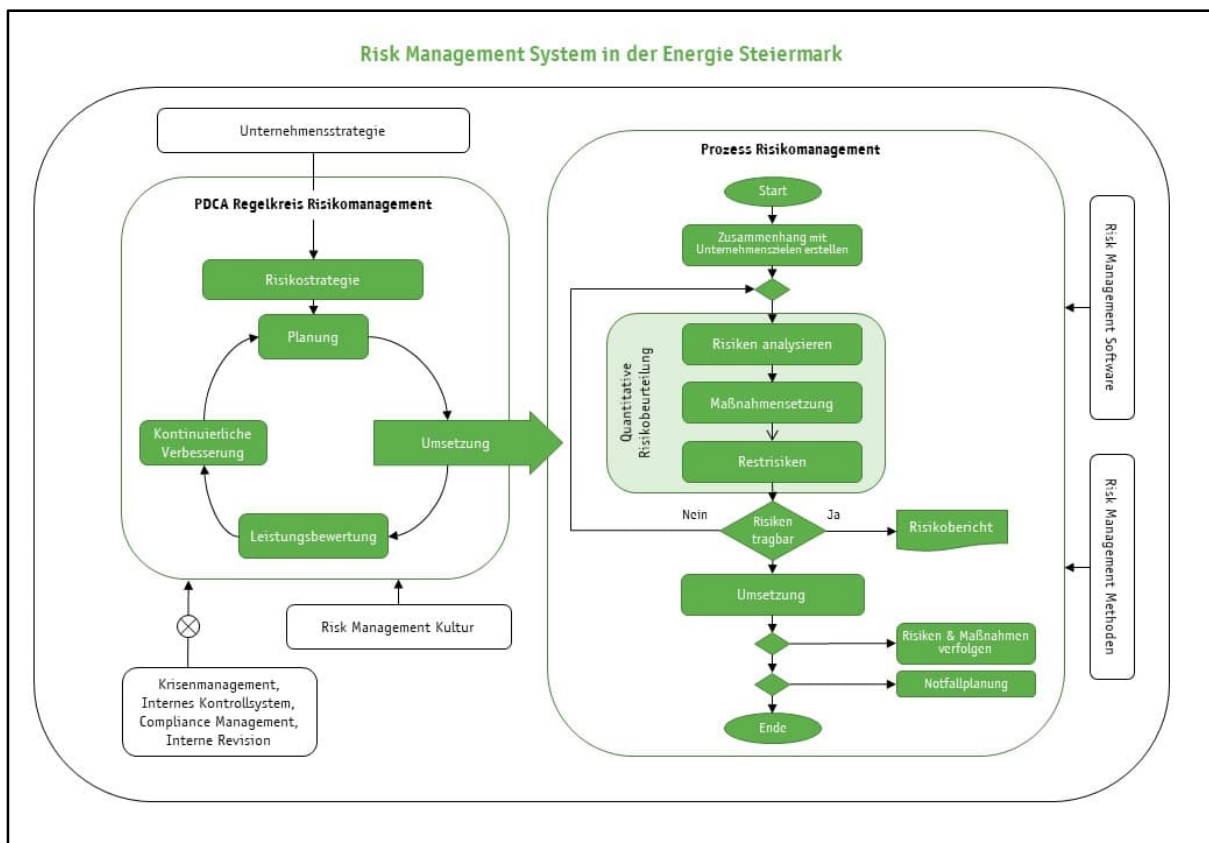 Risk Management System in der Energie Steiermark
Unternehmensstrategie
PDCA Regelkreis Risikomanagement
Risikostrategie
Planung
Kontinuierliche
Verbesserung
Umsetzung
Leistungsbewertung
Risk Management Kultur
Krisenmanagement,
Internes Kontrollsystem,
Compliance Management,
Interne Revision
Prozess Risikomanagement
Start
Zusammenhang mit
Unternehmenszielen erstellen
Quantitative
Risikobeurteilung
Risiken analysieren
Maßnahmensetzung
Restrisiken
Nein
Risiken
tragbar
Ja
Risikobericht
Umsetzung
Risiken & Maßnahmen
verfolgen
Notfallplanung
Ende
Risk Management Software
Risk Management Methoden